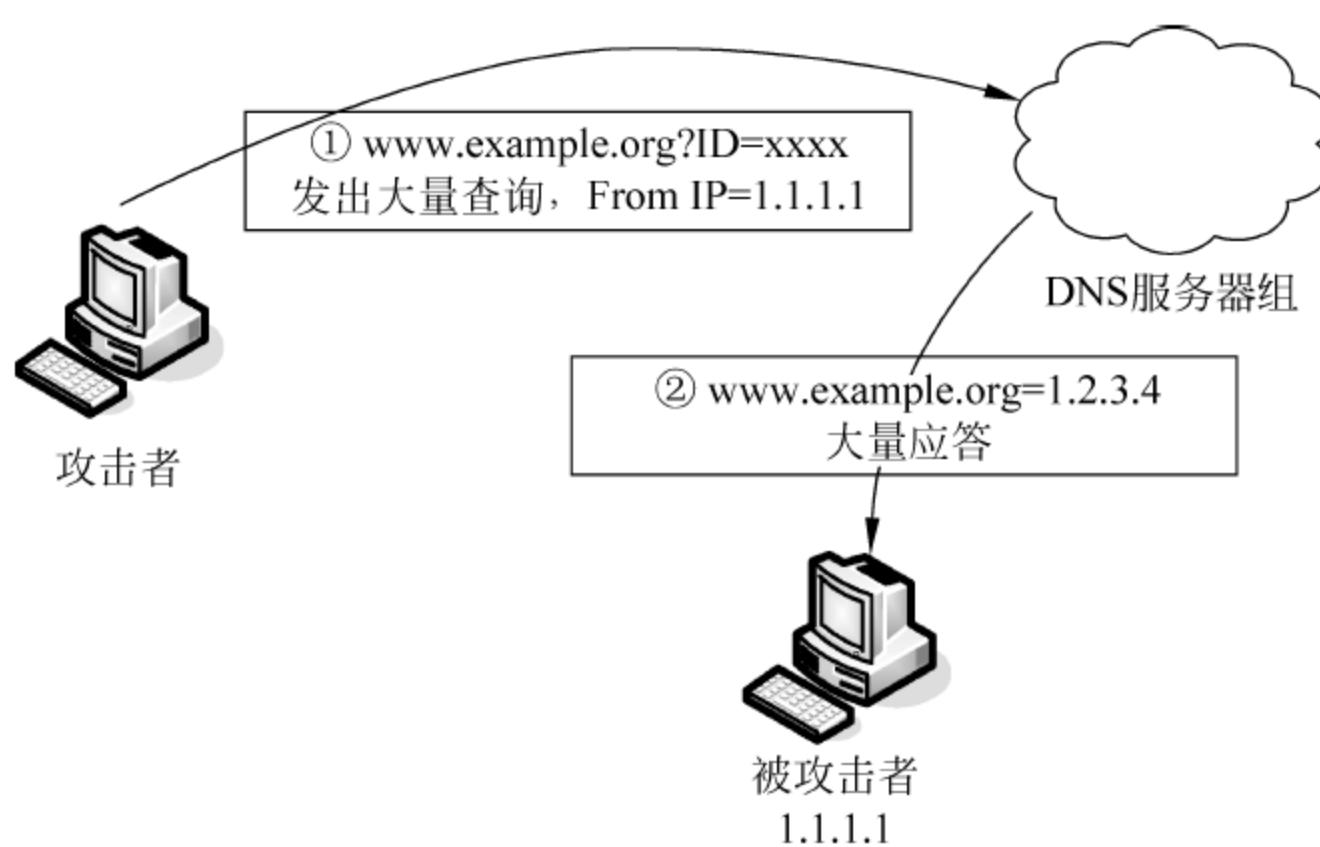 ① www.example.org?ID=xxxx
发出大量查询，From IP=1.1.1.1
DNS服务器组
② www.example.org=1.2.3.4
大量应答
攻击者
被攻击者
1.1.1.1